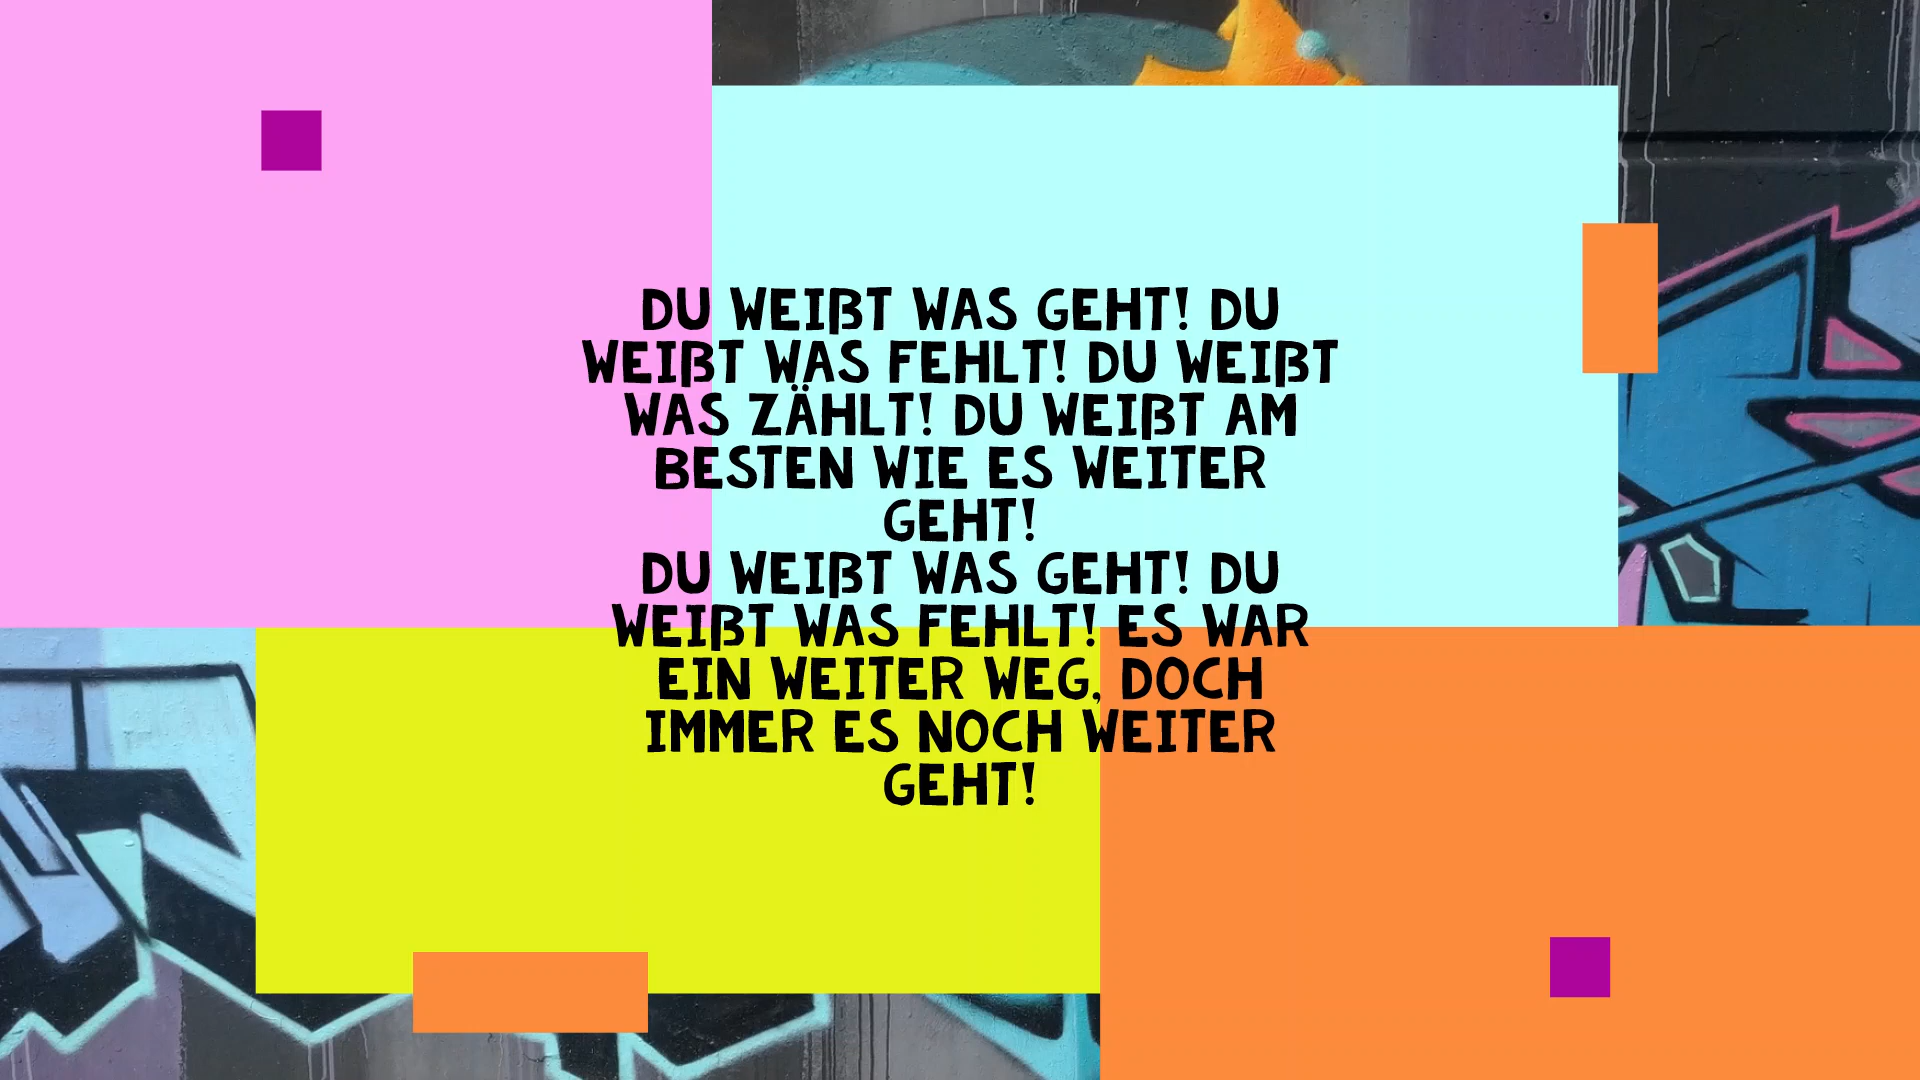 DU WEIßT WAS GEHT! DU
WEIßT WAS FEHLT! DU WEIßT
WAS ZÄHLT! DU WEIßT AM
BESTEN WIE ES WEITER
GEHT!
DU WEIßT WAS GEHT! DU
WEIßT WAS FEHLT! ES WAR
EIN WEITER WEG, DOCH
IMMER ES NOCH WEITER
GEHT!